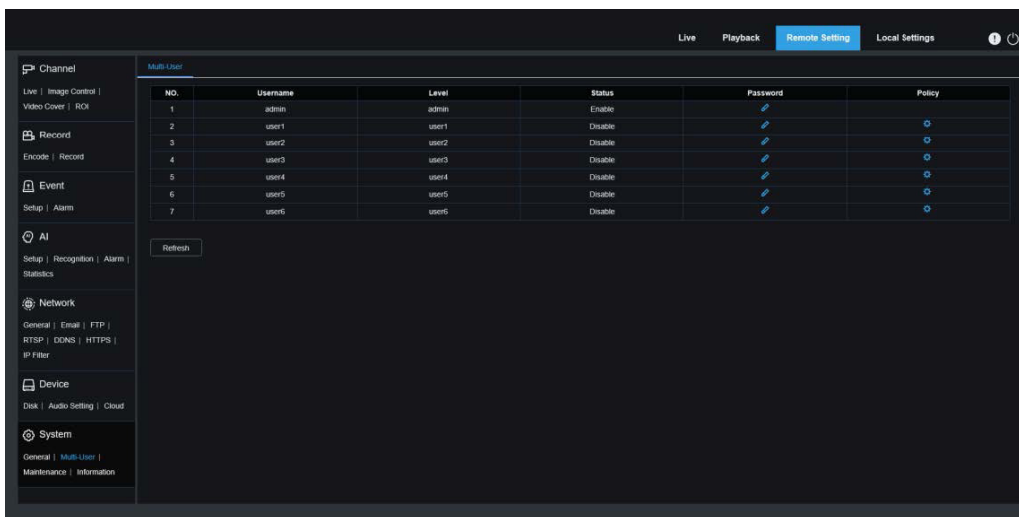 Live Playback Remote Setting Local Settings
Channel
Live | Image Control |
Video Cover | ROI
Record
Encode | Record
Event
Setup | Alarm
AI
Setup | Recognition | Alarm |
Statistics
Network
General | Email | FTP |
RTSP | DDNS | HTTPS |
IP Filter
Device
Disk | Audio Setting | Cloud
System
General | Multi-User |
Maintenance | Information
Multi-User
NO. Username Level Status Password Policy
1 admin admin Enable
2 user1 user1 Disable
3 user2 user2 Disable
4 user3 user3 Disable
5 user4 user4 Disable
6 user5 user5 Disable
7 user6 user6 Disable
Refresh